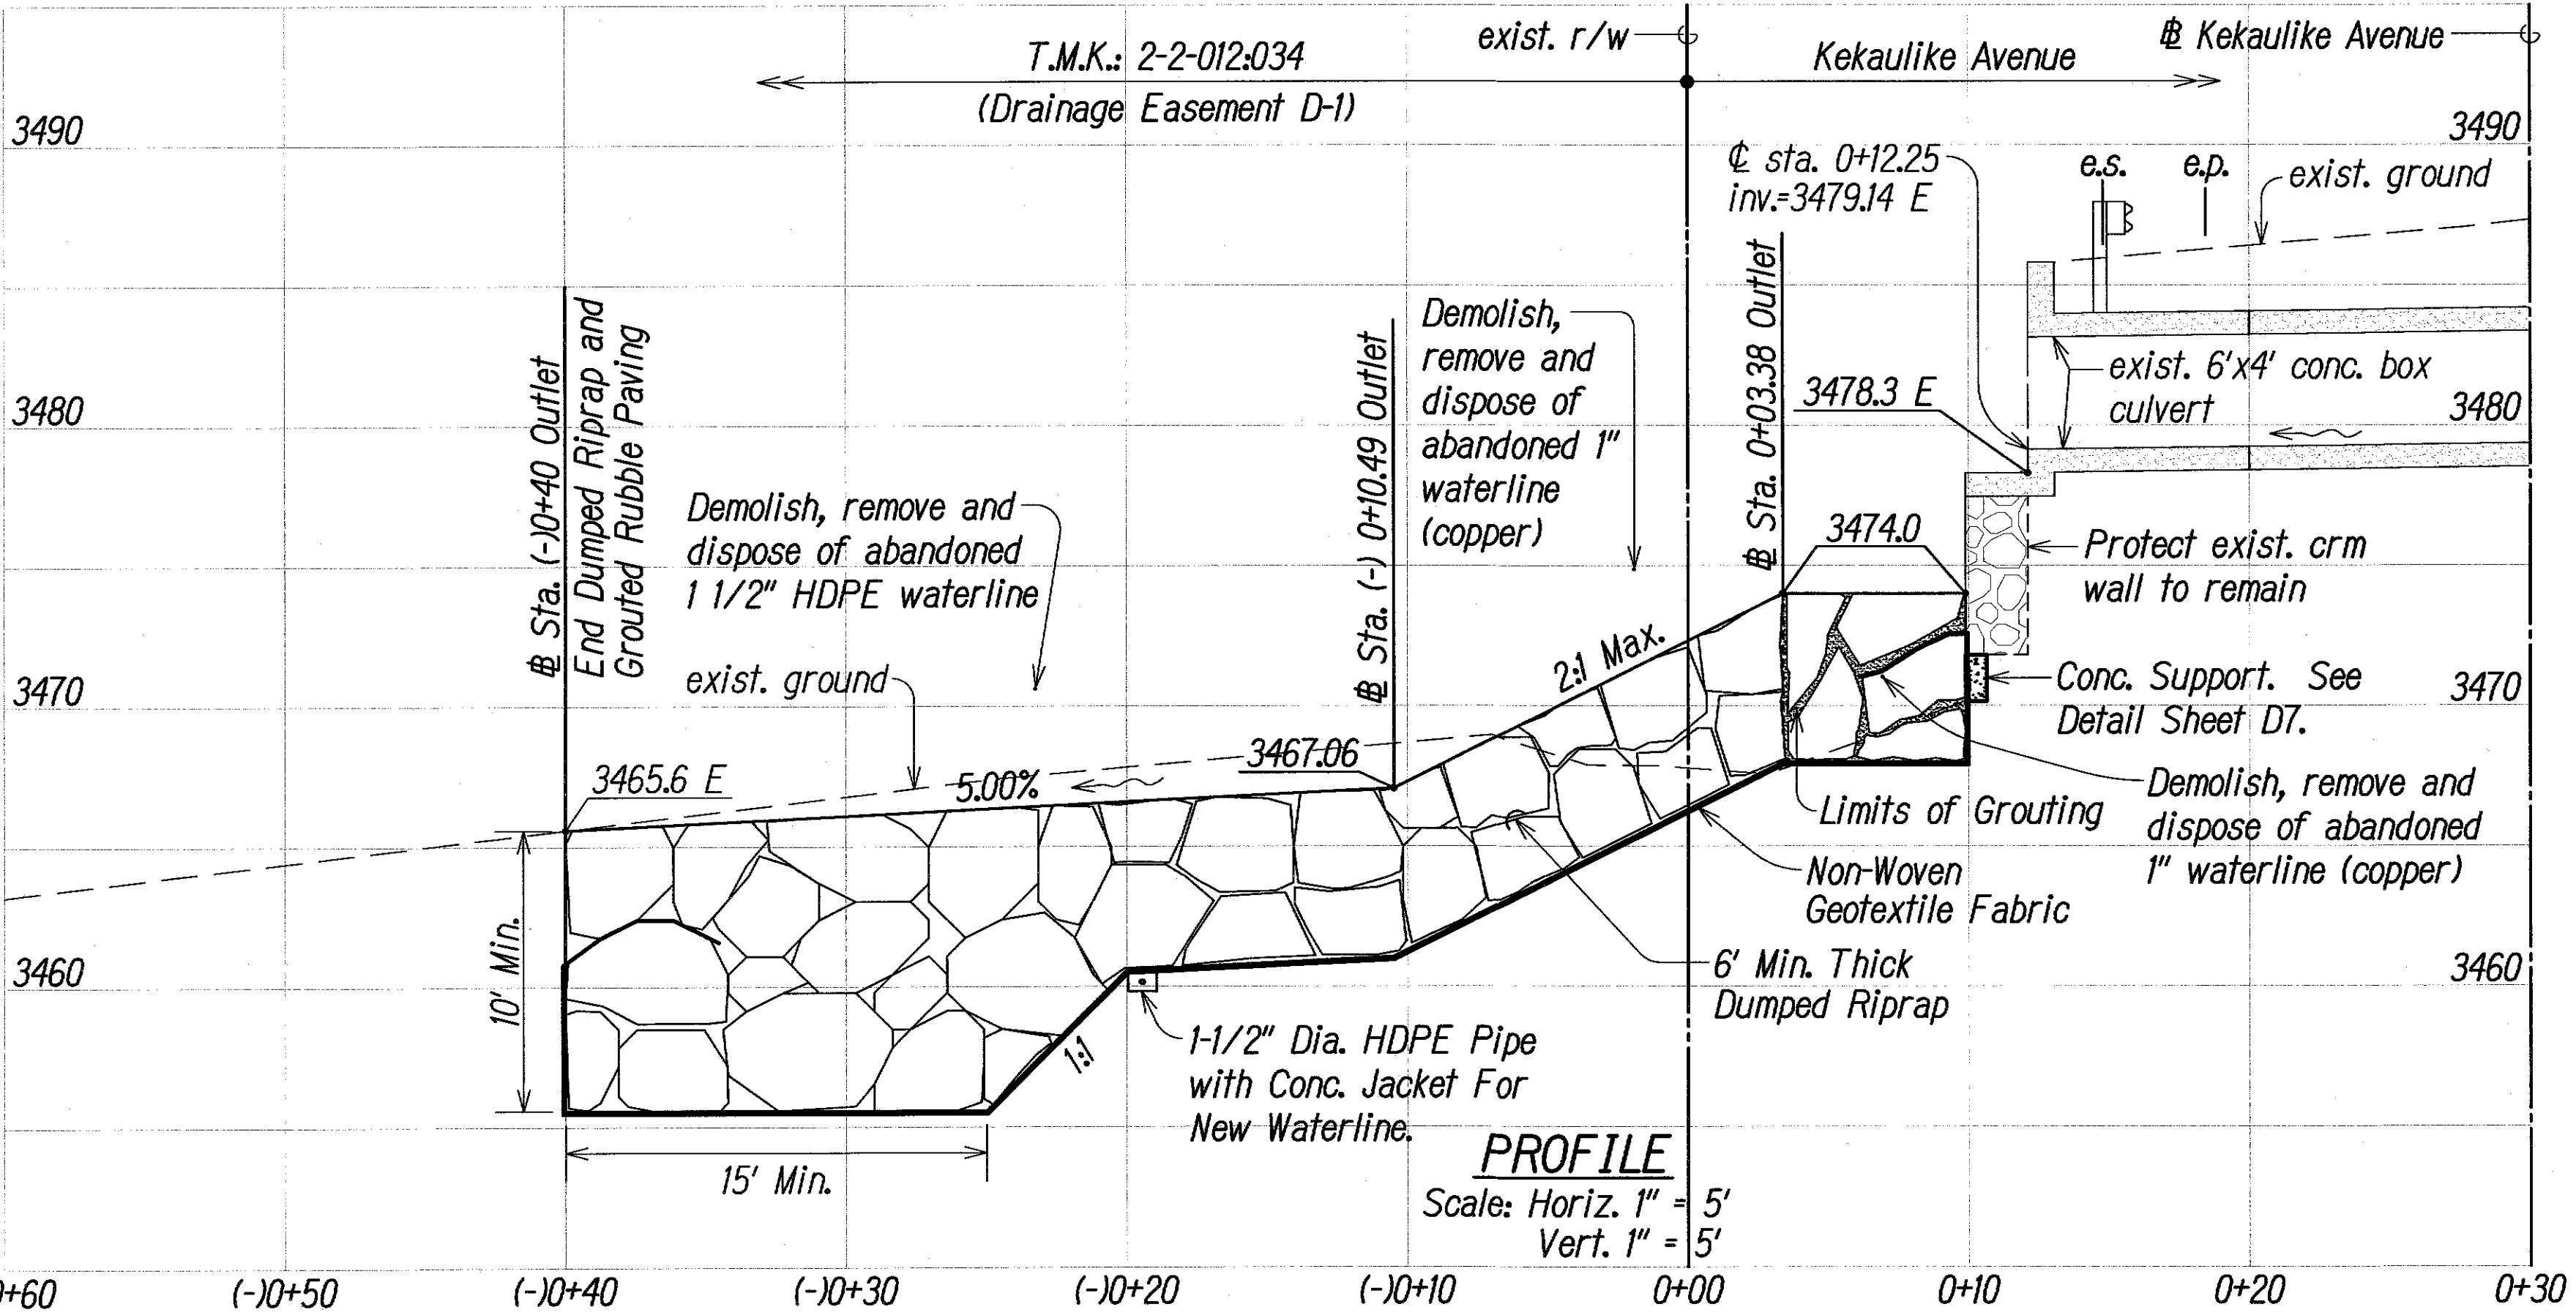 T.M.K.: 2-2-012:034
(Drainage Easement D-1)
exist. r/w
Kekaulike Avenue
℄ Kekaulike Avenue
3490
3490
℄ sta. 0+12.25
inv.=3479.14 E
e.s.
e.p.
exist. ground
Sta. (-)0+40 Outlet
End Dumped Riprap and
Grouted Rubble Paving
Sta. (-) 0+10.49 Outlet
Demolish,
remove and
dispose of
abandoned 1"
waterline
(copper)
Sta. 0+03.38 Outlet
3478.3 E
exist. 6'x4' conc. box
culvert
3480
3480
Demolish, remove and
dispose of abandoned
1 1/2" HDPE waterline
exist. ground
3474.0
Protect exist. crm
wall to remain
2:1 Max.
Conc. Support. See
Detail Sheet D7.
3470
3470
3465.6 E
5.00%
3467.06
Limits of Grouting
Demolish, remove and
dispose of abandoned
1" waterline (copper)
Non-Woven
Geotextile Fabric
6' Min. Thick
Dumped Riprap
3460
3460
10' Min.
1:1
1-1/2" Dia. HDPE Pipe
with Conc. Jacket For
New Waterline.
15' Min.
PROFILE
Scale: Horiz. 1" = 5'
Vert. 1" = 5'
0+60
(-)0+50
(-)0+40
(-)0+30
(-)0+20
(-)0+10
0+00
0+10
0+20
0+30